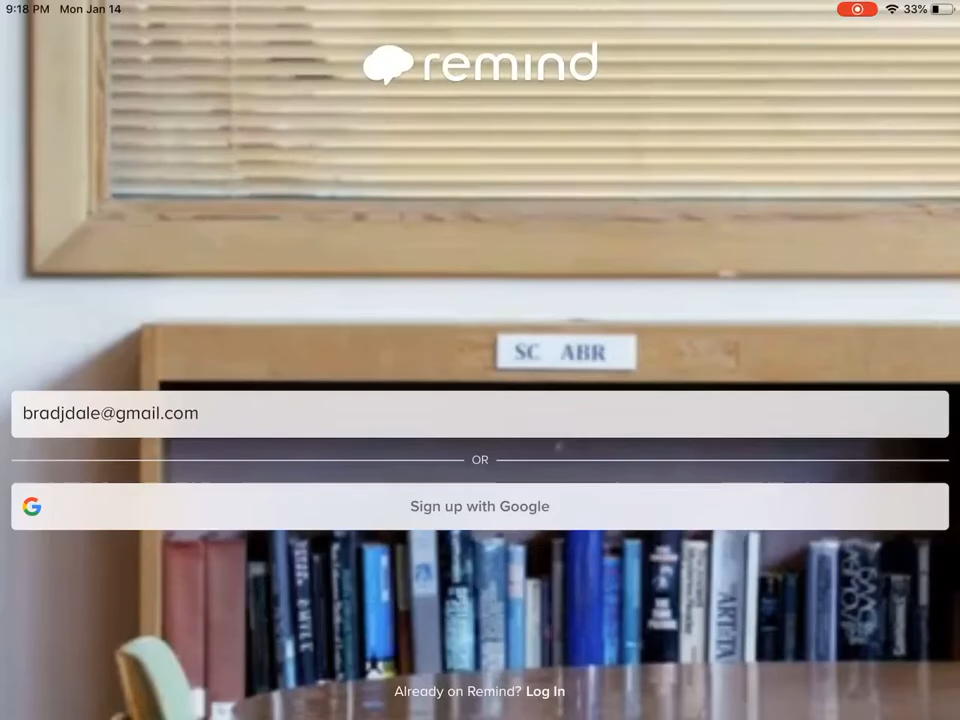 9:18 PM Mon Jan 14
33%
remind
SC ABR
bradjdale@gmail.com
OR
Sign up with Google
Already on Remind? Log In